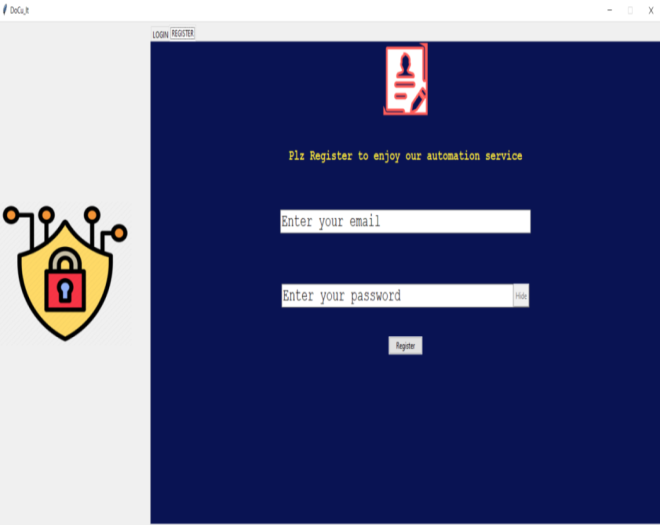 DoCu_It
LOGIN REGISTER
Plz Register to enjoy our automation service
Enter your email
Enter your password
Hide
Register